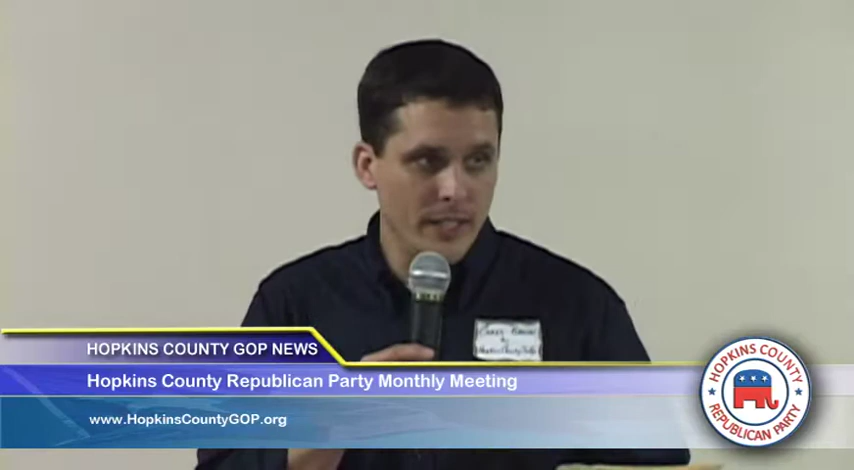 HOPKINS COUNTY GOP NEWS
Hopkins County Republican Party Monthly Meeting
www.HopkinsCountyGOP.org
HOPKINS COUNTY
REPUBLICAN PARTY